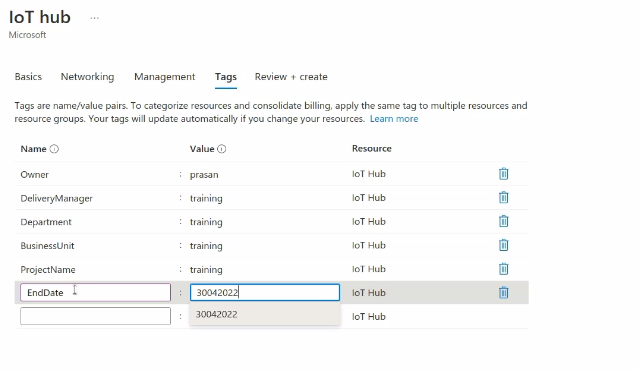 IoT hub ...
Microsoft
Basics Networking Management Tags Review + create
Tags are name/value pairs. To categorize resources and consolidate billing, apply the same tag to multiple resources and
resource groups. Your tags will update automatically if you change your resources. Learn more
Name Value Resource
Owner : prasan IoT Hub
DeliveryManager : training IoT Hub
Department : training IoT Hub
BusinessUnit : training IoT Hub
ProjectName : training IoT Hub
EndDate : 30042022 IoT Hub
: 30042022 IoT Hub